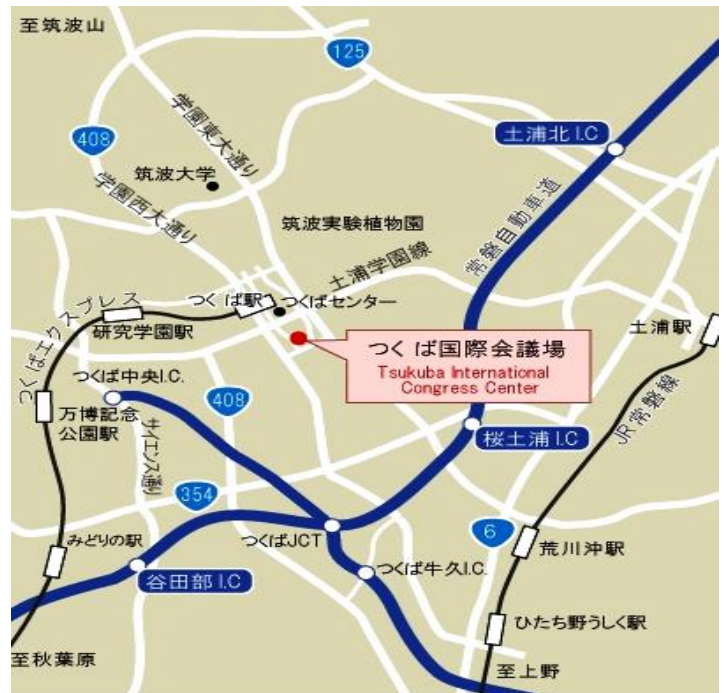 至筑波山
125
408
学園東大通り
土浦北I.C
筑波大学
学園西大通り
筑波実験植物園
常磐自動車道
土浦学園線
つくばエクスプレス
つくば駅
つくばセンター
研究学園駅
土浦駅
つくば国際会議場
Tsukuba International
Congress Center
つくば中央I.C.
408
JR常磐線
万博記念
公園駅
サイエンス通り
桜土浦I.C
354
6
みどりの駅
つくばJCT
荒川沖駅
谷田部I.C
つくば牛久I.C.
ひたち野うしく駅
至秋葉原
至上野